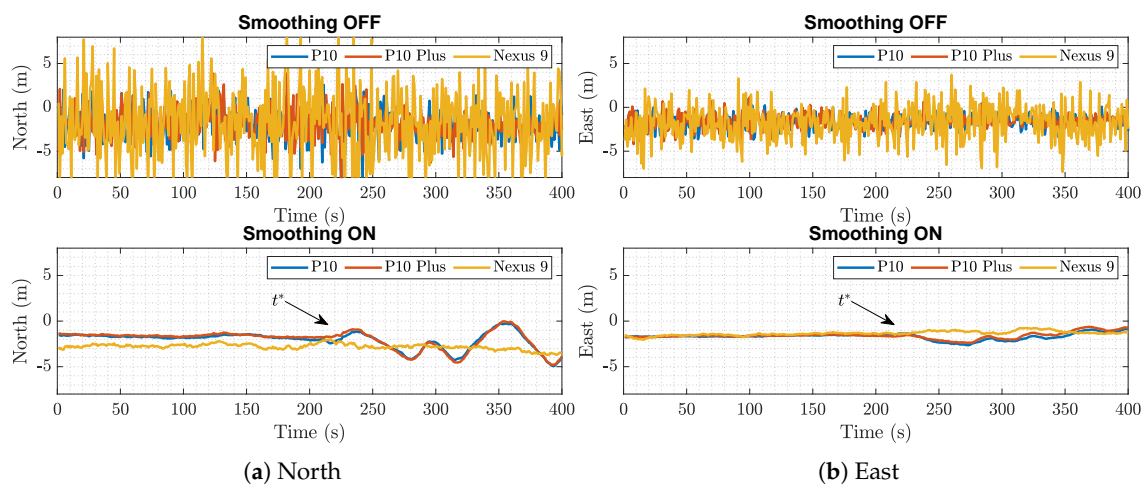 Smoothing OFF
P10 P10 Plus Nexus 9
North (m)
5
0
-5
0 50 100 150 200 250 300 350 400
Time (s)
Smoothing ON
P10 P10 Plus Nexus 9
North (m)
5
0
-5
t*
0 50 100 150 200 250 300 350 400
Time (s)
(a) North
Smoothing OFF
P10 P10 Plus Nexus 9
East (m)
5
0
-5
0 50 100 150 200 250 300 350 400
Time (s)
Smoothing ON
P10 P10 Plus Nexus 9
East (m)
5
0
-5
t*
0 50 100 150 200 250 300 350 400
Time (s)
(b) East